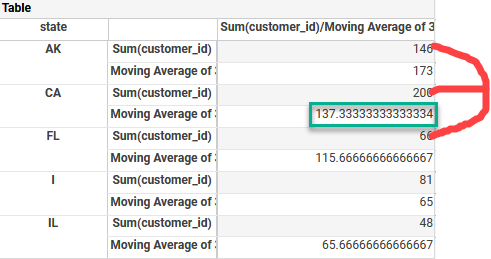 Table
state Sum(customer_id)/Moving Average of 3
AK Sum(customer_id) 146
Moving Average of 3 173
CA Sum(customer_id) 200
Moving Average of 3 137.33333333333334
FL Sum(customer_id) 66
Moving Average of 3 115.66666666666667
I Sum(customer_id) 81
Moving Average of 3 65
IL Sum(customer_id) 48
Moving Average of 3 65.66666666666667